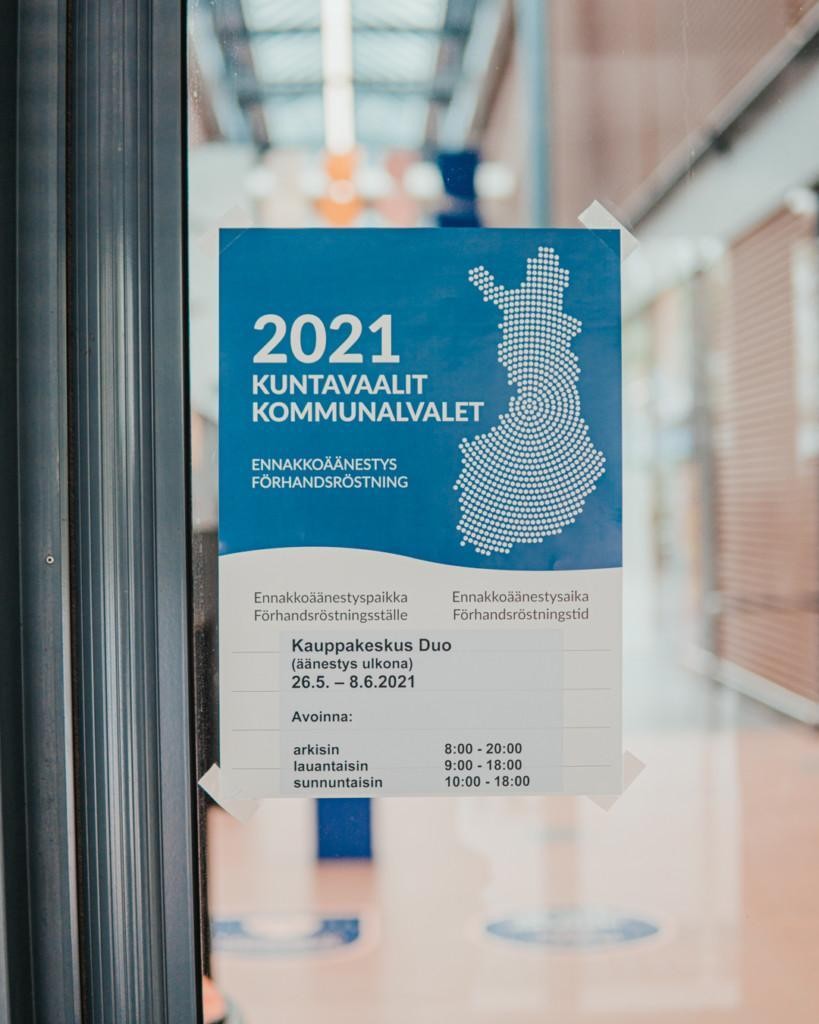 2021
KUNTAVAALIT
KOMMUNALVALET
ENNAKKOÄÄNESTYS
FÖRHANDSRÖSTNING
Ennakkoäänestyspaikka
Förhandsröstningsställe
Ennakkoäänestysaika
Förhandsröstningstid
Kauppakeskus Duo
(äänestys ulkona)
26.5. – 8.6.2021
Avoinna:
arkisin 8:00 - 20:00
lauantaisin 9:00 - 18:00
sunnuntaisin 10:00 - 18:00